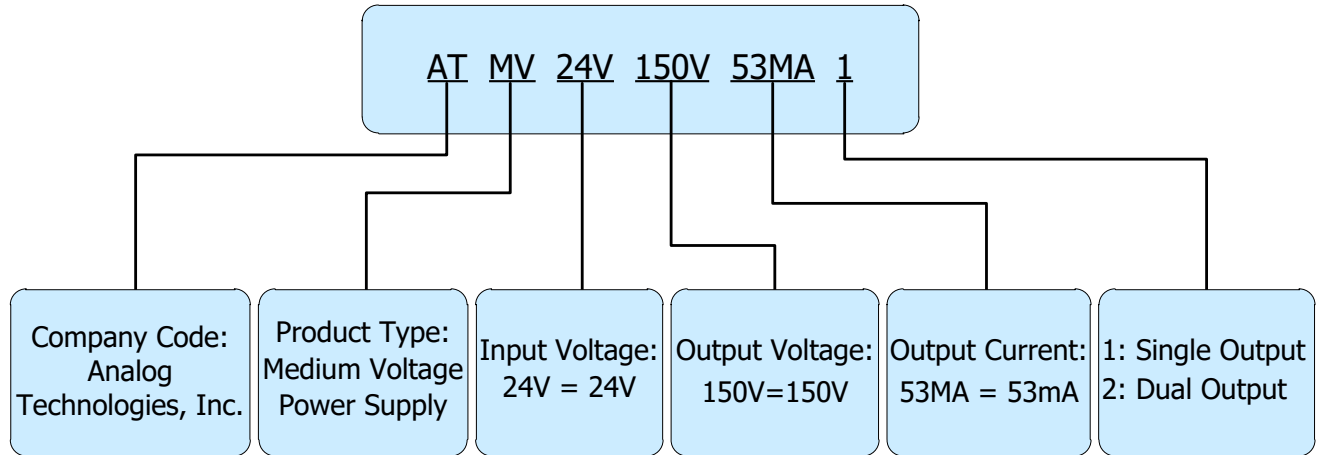 AT MV 24V 150V 53MA 1
Company Code:
Analog
Technologies, Inc.
Product Type:
Medium Voltage
Power Supply
Input Voltage:
24V = 24V
Output Voltage:
150V=150V
Output Current:
53MA = 53mA
1: Single Output
2: Dual Output